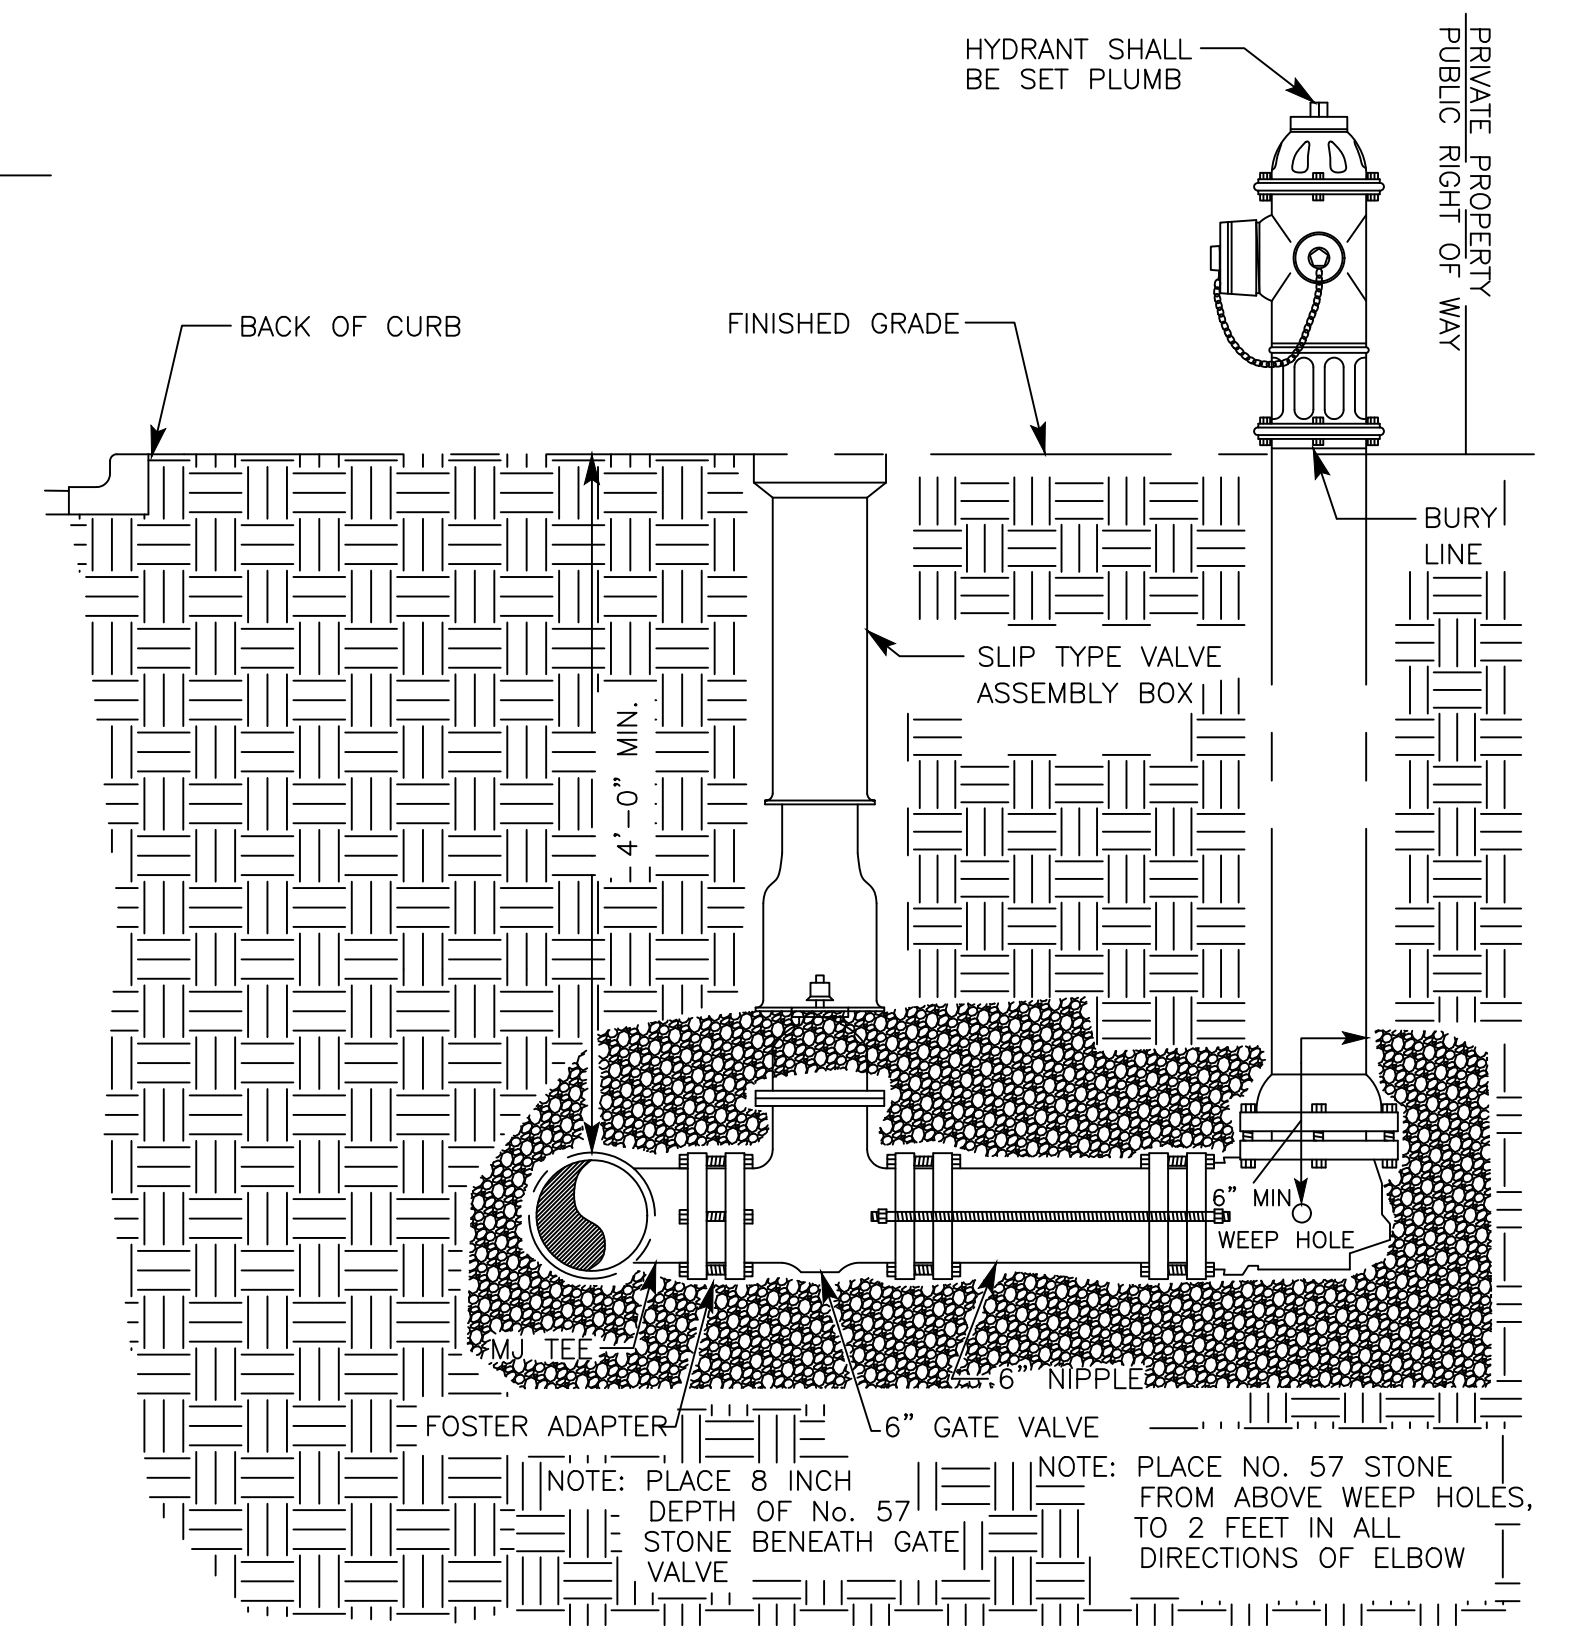 HYDRANT SHALL
BE SET PLUMB
PRIVATE PROPERTY
PUBLIC RIGHT OF WAY
BACK OF CURB
FINISHED GRADE
BURY
LINE
SLIP TYPE VALVE
ASSEMBLY BOX
4'-0" MIN.
6" MIN
WEEP HOLE
MJ TEE
6" NIPPLE
FOSTER ADAPTER
6" GATE VALVE
NOTE: PLACE 8 INCH
DEPTH OF No. 57
STONE BENEATH GATE
VALVE
NOTE: PLACE NO. 57 STONE
FROM ABOVE WEEP HOLES,
TO 2 FEET IN ALL
DIRECTIONS OF ELBOW